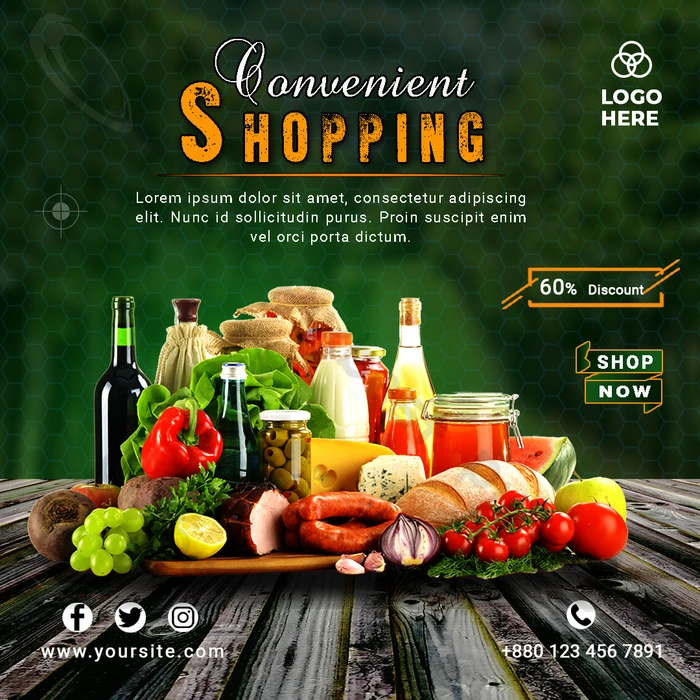 Convenient
SHOPPING
LOGO
HERE
Lorem ipsum dolor sit amet, consectetur adipiscing
elit. Nunc id sollicitudin purus. Proin suscipit enim
vel orci porta dictum.
60% Discount
SHOP
NOW
www.yoursite.com
+880 123 456 7891